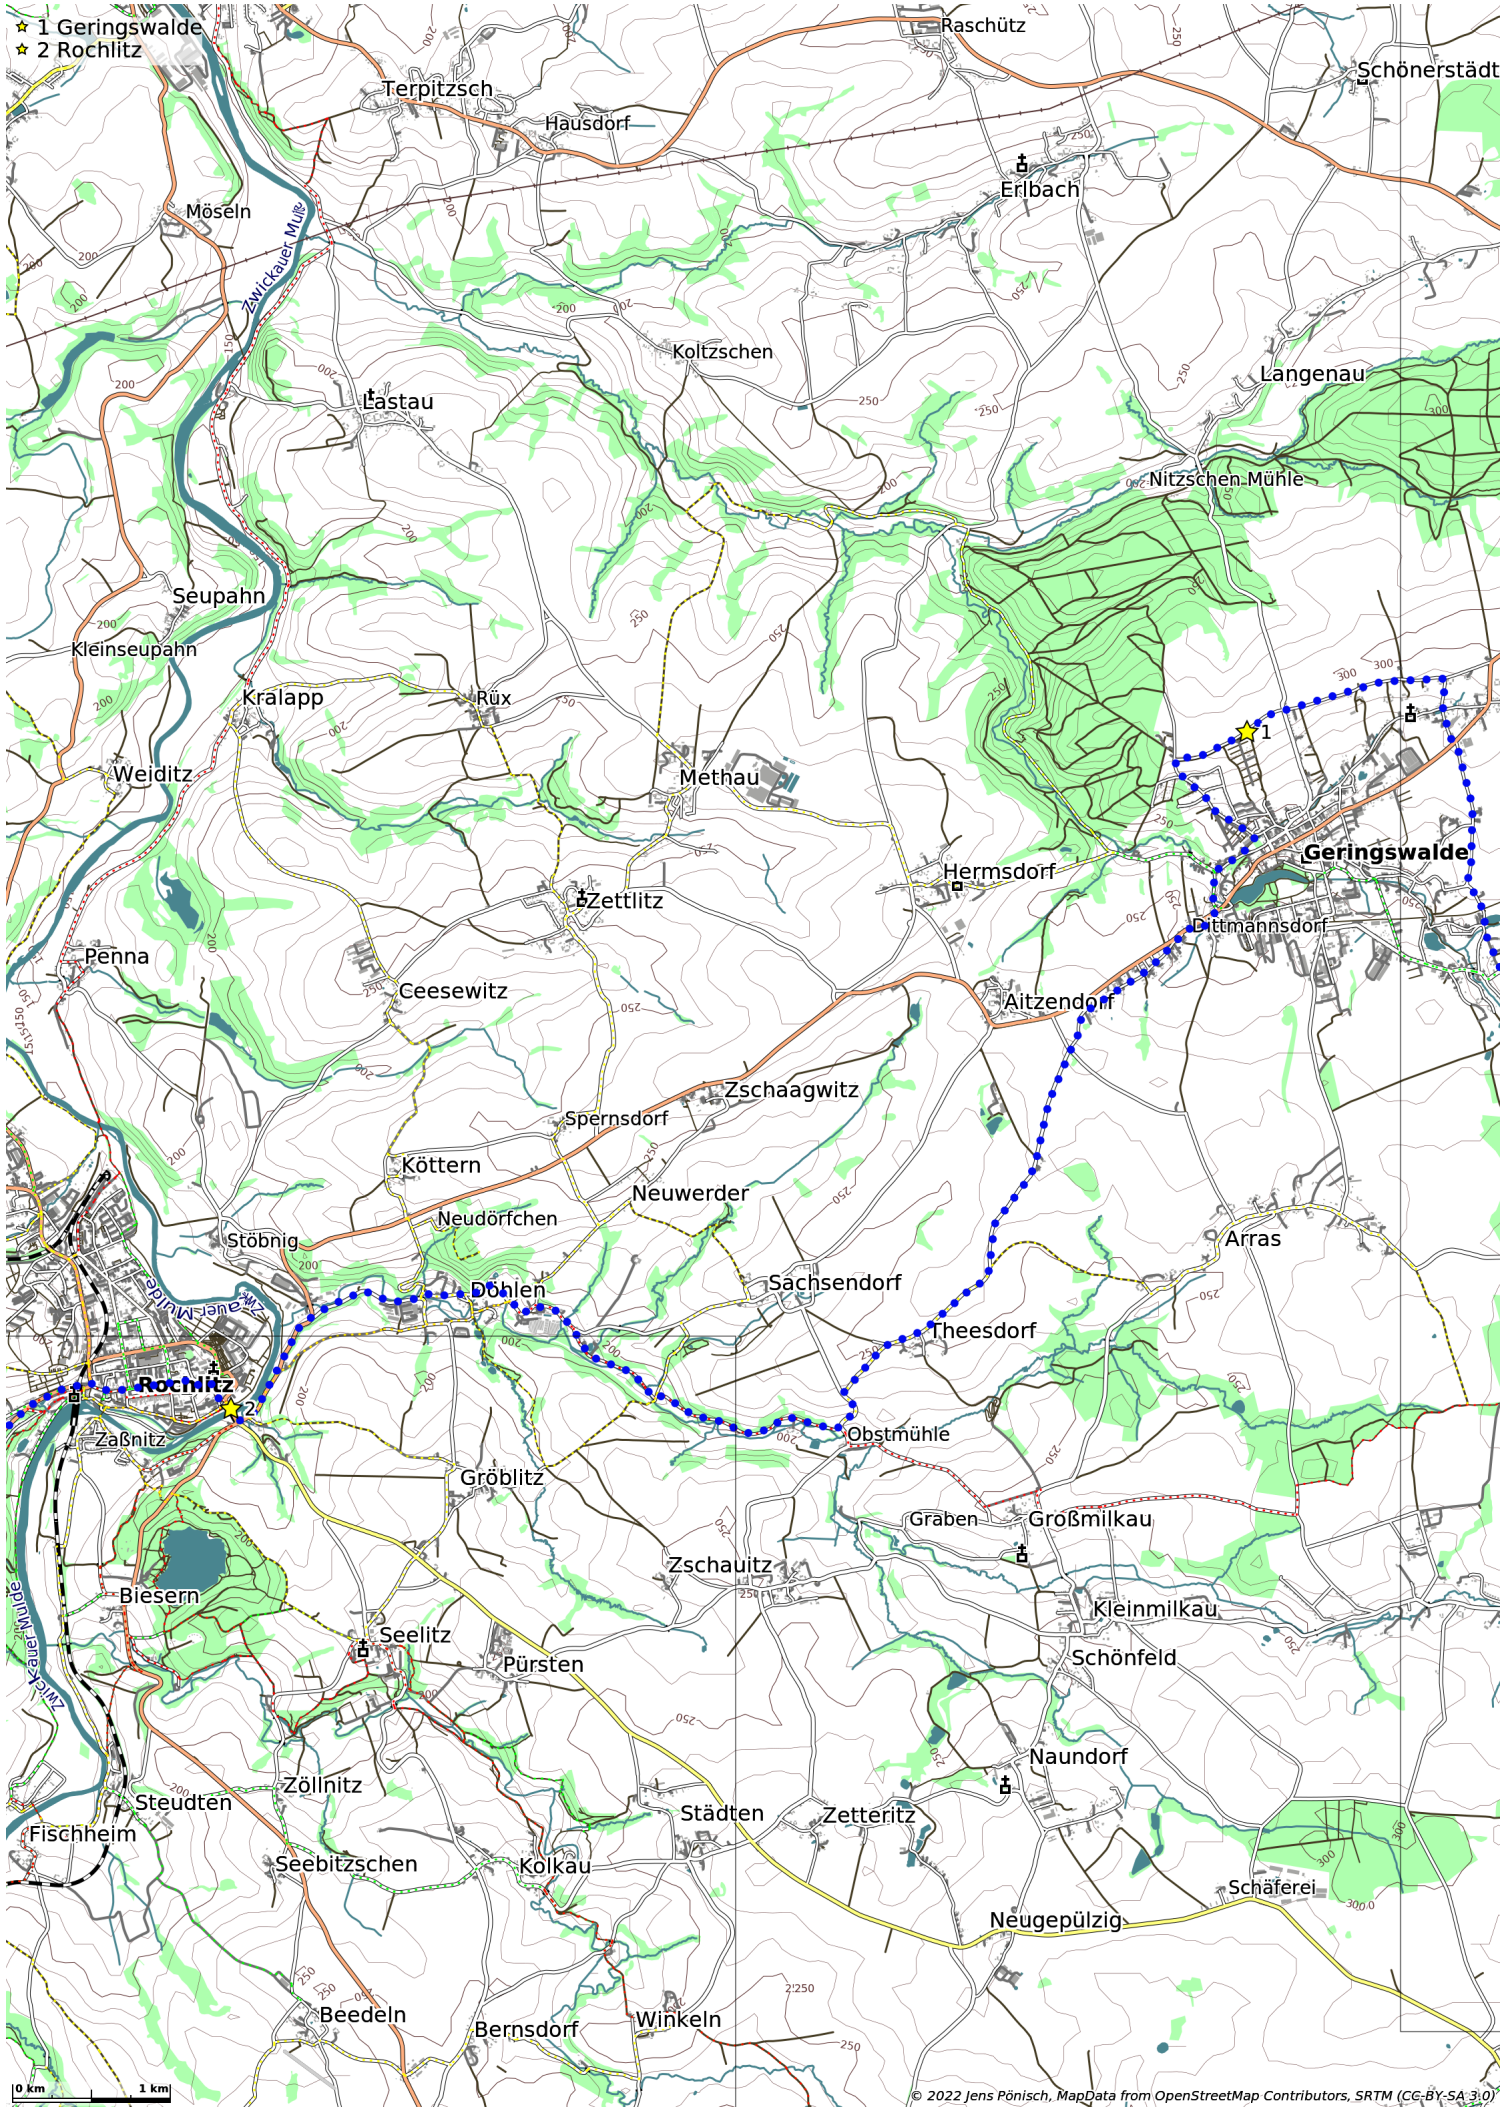 1 Geringswalde
2 Rochlitz
Raschütz
Schönerstädt
Terpitzsch
Hausdorf
Erlbach
Möseln
Zwickauer Mulde
Koltzschen
Langenau
Lastau
Nitzschen Mühle
Seupahn
Kleinseupahn
Kralapp
Rüx
1
Weiditz
Methau
Geringswalde
Hermsdorf
Zettlitz
Dittmannsdorf
Penna
Ceesewitz
Aitzendorf
Zschaagwitz
Spernsdorf
Köttern
Neuwerder
Neudörfchen
Stöbnig
Arras
Döhlen
Sachsendorf
Theesdorf
Rochlitz
2
Zaßnitz
Obstmühle
Gröblitz
Graben
Großmilkau
Zschauitz
Biesern
Kleinmilkau
Seelitz
Pürsten
Schönfeld
Naundorf
Zöllnitz
Steudten
Städten
Zetteritz
Fischheim
Seebitzschen
Kolkau
Schäferei
Neugepülzig
Beedeln
Bernsdorf
Winkeln
0 km 1 km
© 2022 Jens Pönisch, MapData from OpenStreetMap Contributors, SRTM (CC-BY-SA 3.0)